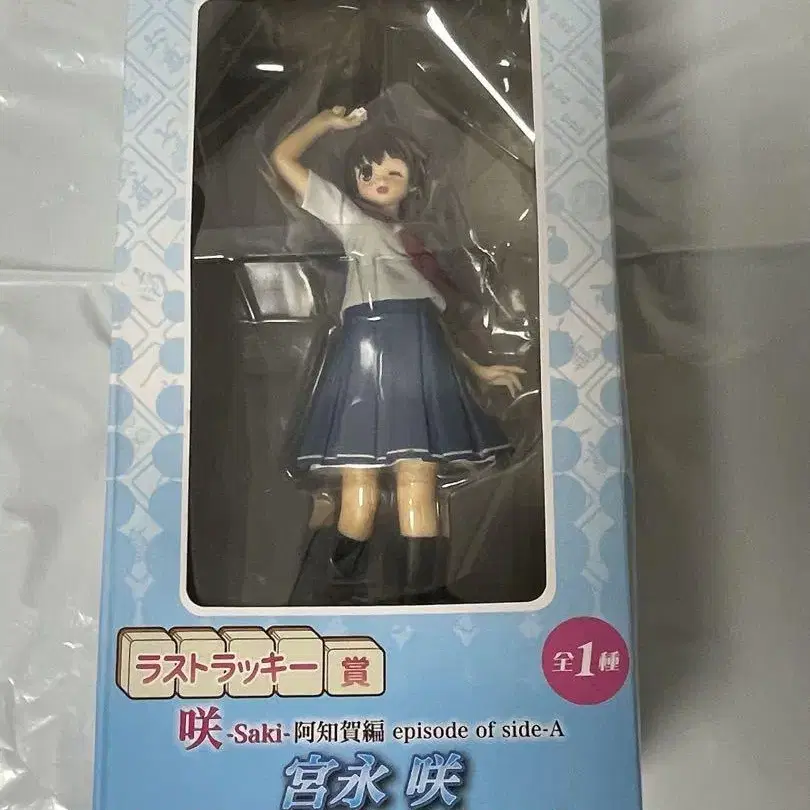 ラストラッキー賞
全1種
咲-Saki-阿知賀編 episode of side-A
宮永 咲